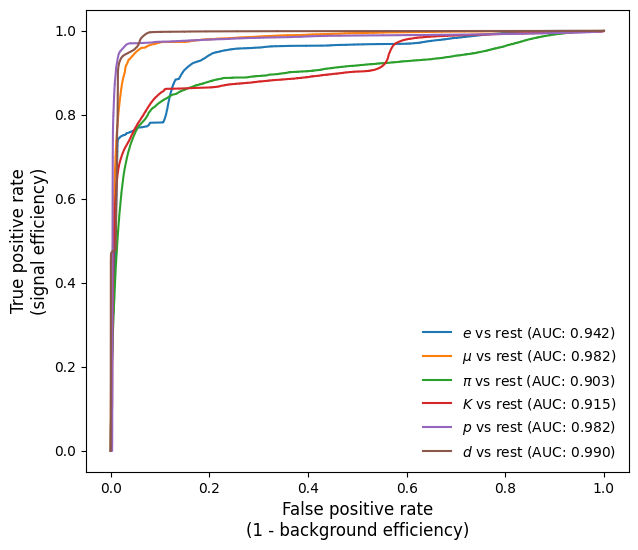 1.0
0.8
0.6
0.4
0.2
0.0
True positive rate
(signal efficiency)
e vs rest (AUC: 0.942)
μ vs rest (AUC: 0.982)
π vs rest (AUC: 0.903)
K vs rest (AUC: 0.915)
p vs rest (AUC: 0.982)
d vs rest (AUC: 0.990)
0.0 0.2 0.4 0.6 0.8 1.0
False positive rate
(1 - background efficiency)